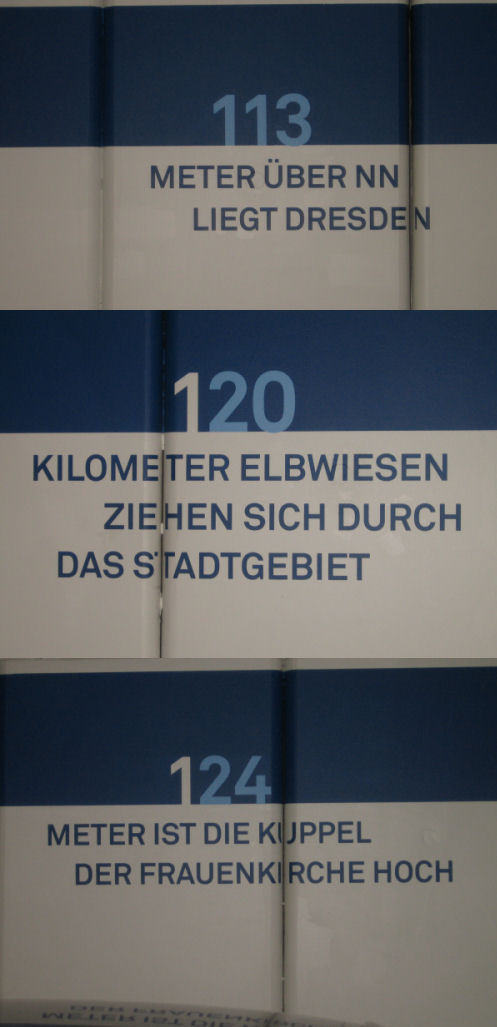 113
METER ÜBER NN
LIEGT DRESDEN
120
KILOMETER ELBWIESEN
ZIEHEN SICH DURCH
DAS STADTGEBIET
124
METER IST DIE KUPPEL
DER FRAUENKIRCHE HOCH